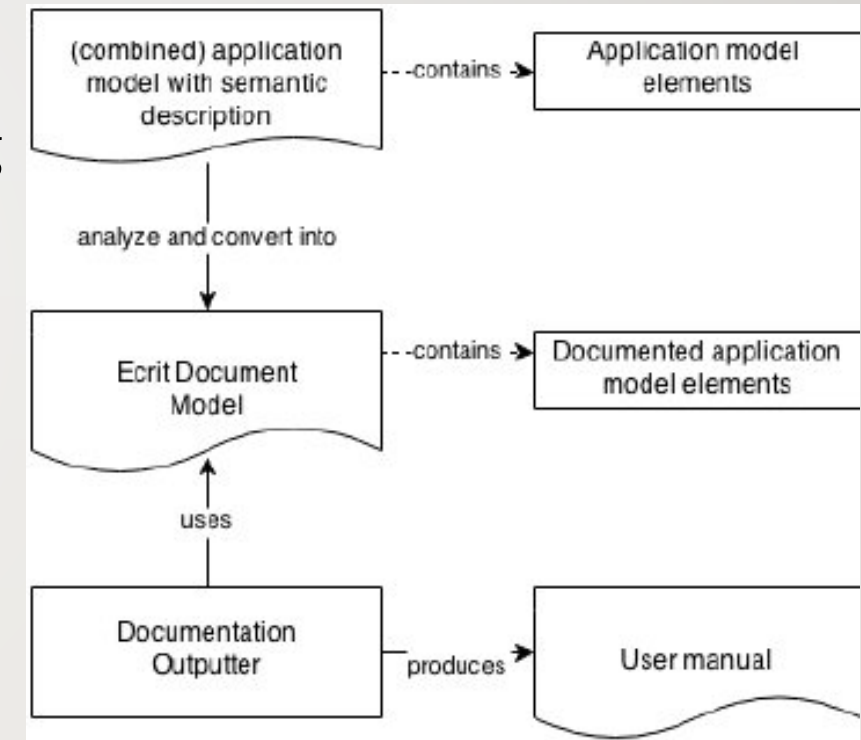 (combined) application
model with semantic
description
contains
Application model
elements
analyze and convert into
Ecrit Document
Model
contains
Documented application
model elements
uses
Documentation
Outputter
produces
User manual